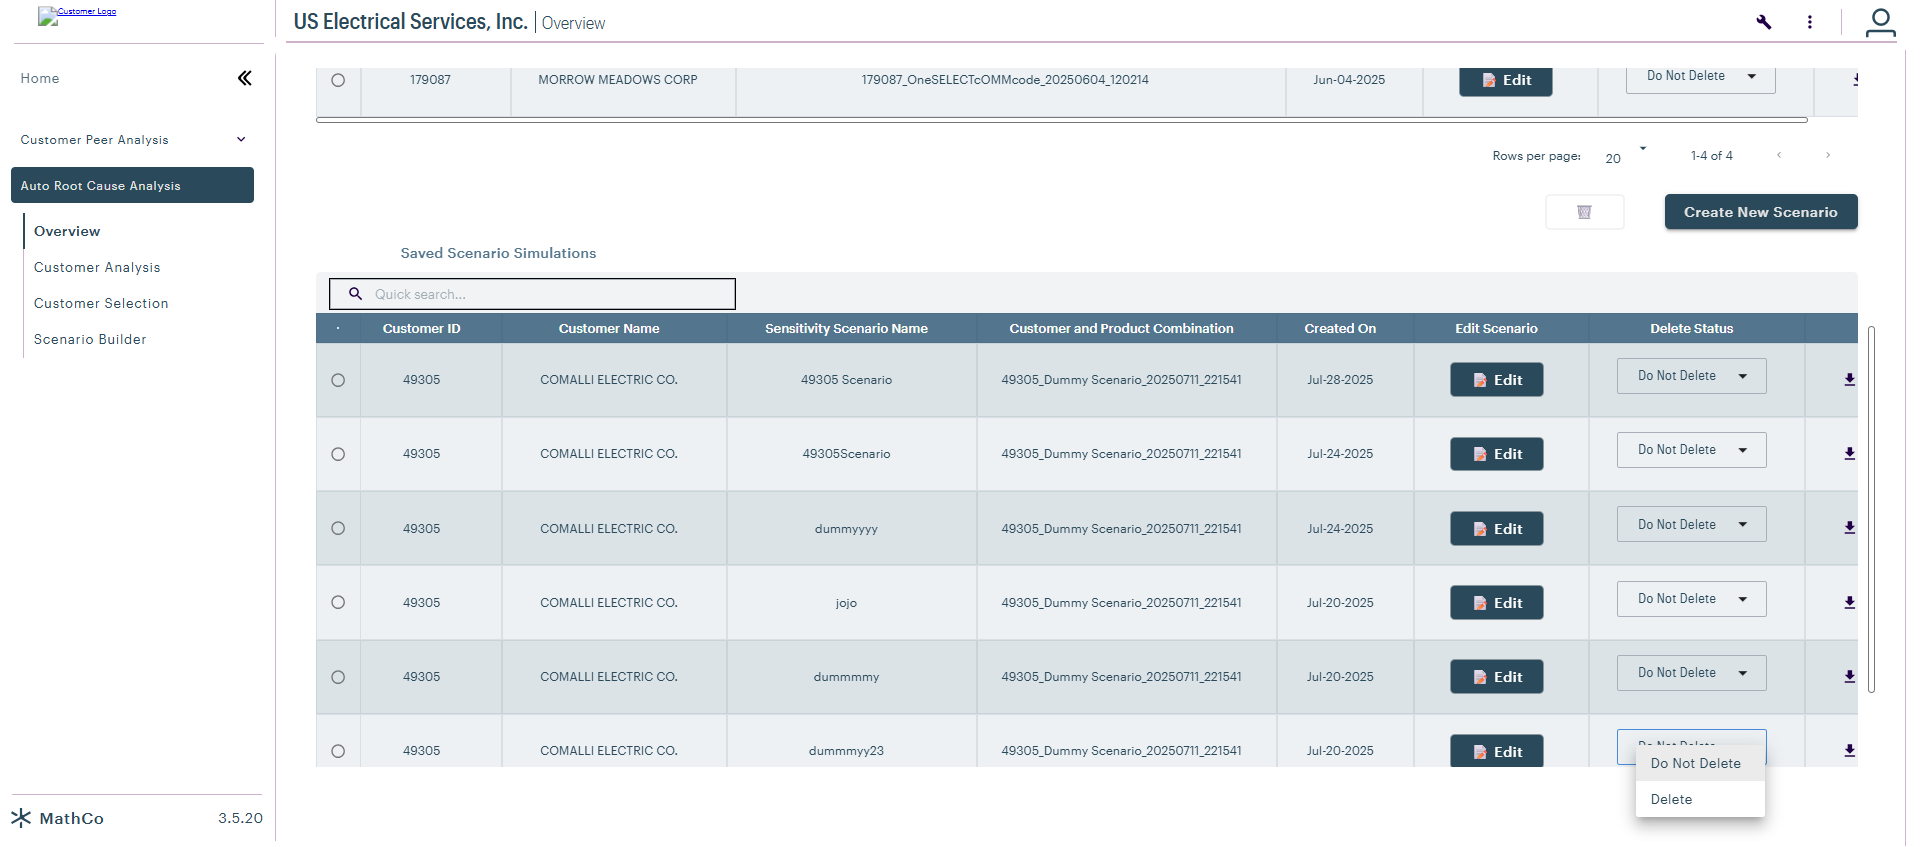 Customer Logo
US Electrical Services, Inc. | Overview
Home
Customer Peer Analysis
Auto Root Cause Analysis
Overview
Customer Analysis
Customer Selection
Scenario Builder
MathCo 3.5.20
179087 MORROW MEADOWS CORP 179087_OneSELECTcOMMcode_20250604_120214 Jun-04-2025 Edit Do Not Delete
Rows per page: 20 1-4 of 4
Create New Scenario
Saved Scenario Simulations
Quick search...
Customer ID Customer Name Sensitivity Scenario Name Customer and Product Combination Created On Edit Scenario Delete Status
49305 COMALLI ELECTRIC CO. 49305 Scenario 49305_Dummy Scenario_20250711_221541 Jul-28-2025 Edit Do Not Delete
49305 COMALLI ELECTRIC CO. 49305Scenario 49305_Dummy Scenario_20250711_221541 Jul-24-2025 Edit Do Not Delete
49305 COMALLI ELECTRIC CO. dummyyyy 49305_Dummy Scenario_20250711_221541 Jul-24-2025 Edit Do Not Delete
49305 COMALLI ELECTRIC CO. jojo 49305_Dummy Scenario_20250711_221541 Jul-20-2025 Edit Do Not Delete
49305 COMALLI ELECTRIC CO. dummmmy 49305_Dummy Scenario_20250711_221541 Jul-20-2025 Edit Do Not Delete
49305 COMALLI ELECTRIC CO. dummmyy23 49305_Dummy Scenario_20250711_221541 Jul-20-2025 Edit Do Not Delete
Do Not Delete
Delete